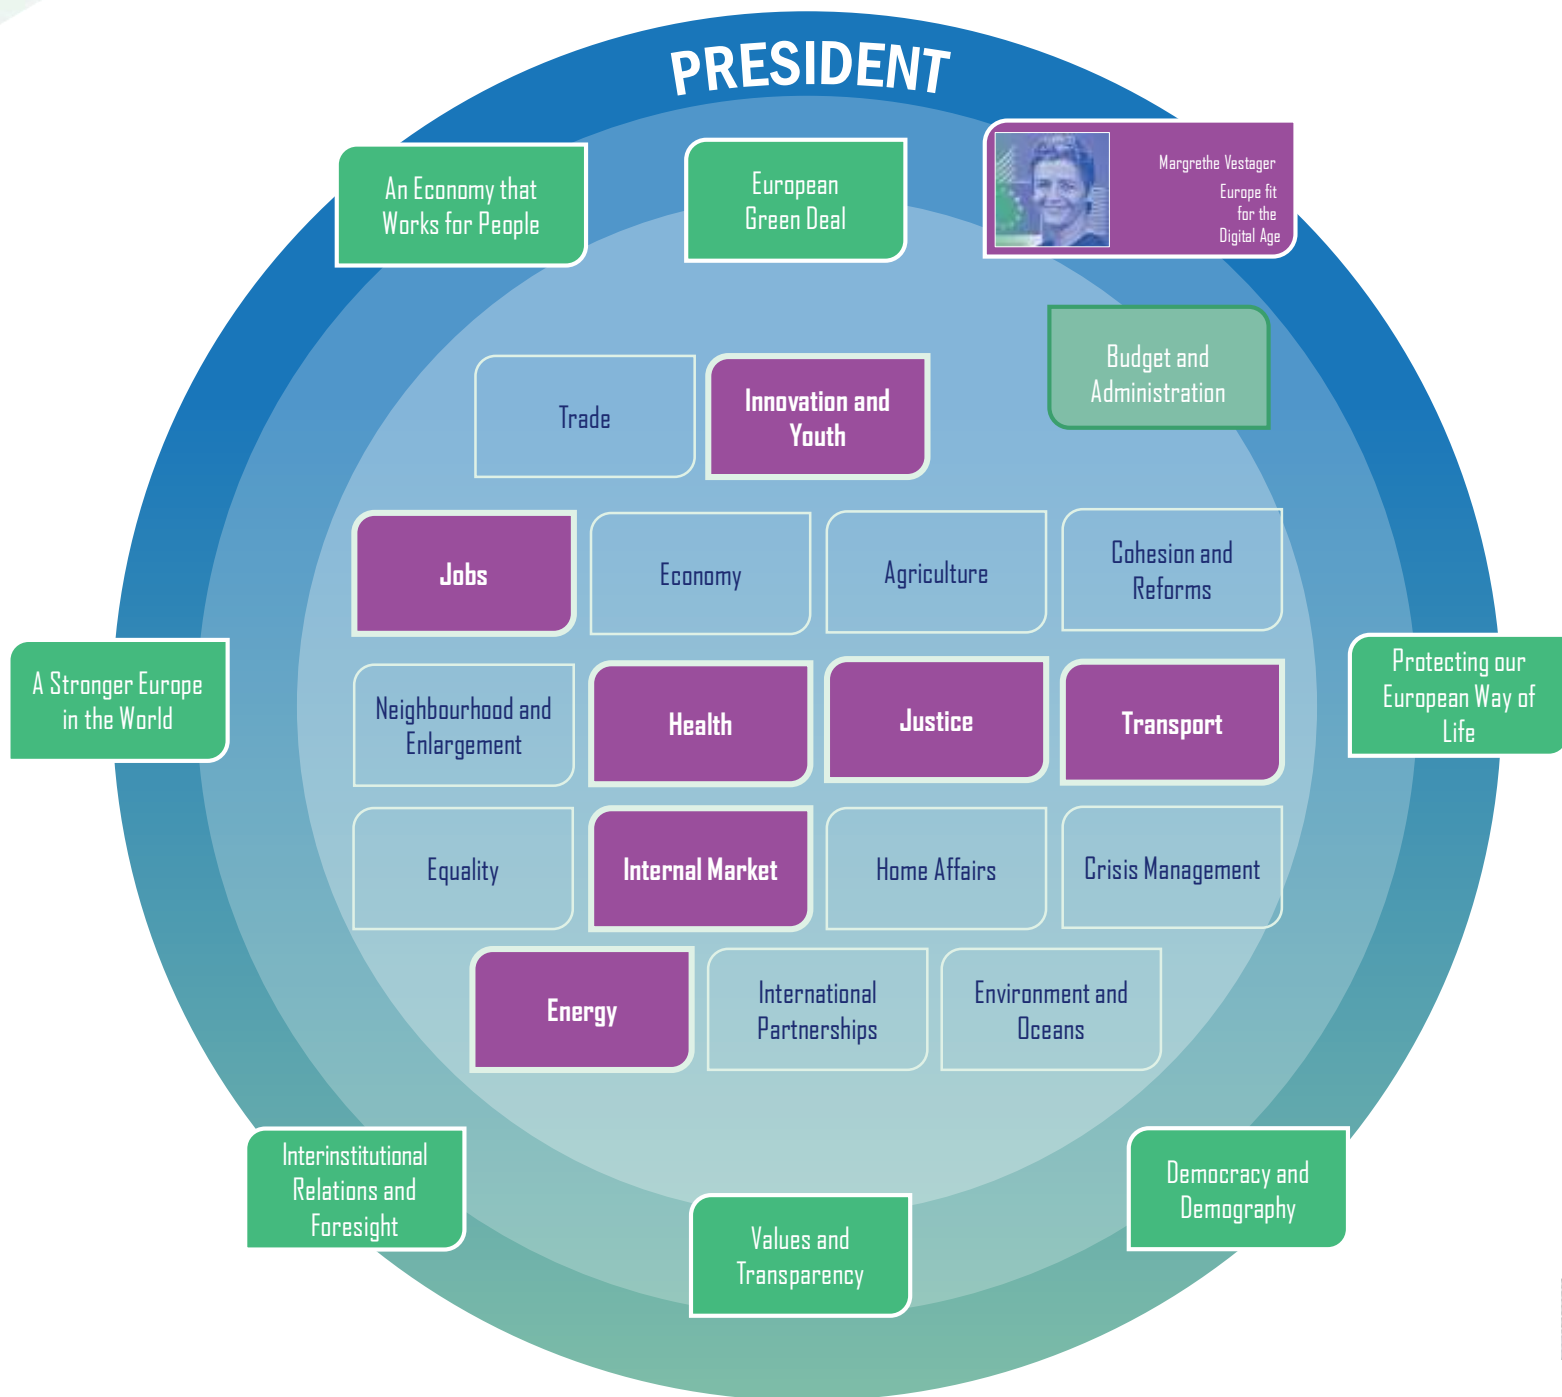 PRESIDENT
An Economy that
Works for People
European
Green Deal
Margrethe Vestager
Europe fit
for the
Digital Age
Budget and
Administration
Trade
Innovation and
Youth
Jobs
Economy
Agriculture
Cohesion and
Reforms
A Stronger Europe
in the World
Neighbourhood and
Enlargement
Health
Justice
Transport
Protecting our
European Way of
Life
Equality
Internal Market
Home Affairs
Crisis Management
Energy
International
Partnerships
Environment and
Oceans
Interinstitutional
Relations and
Foresight
Values and
Transparency
Democracy and
Demography